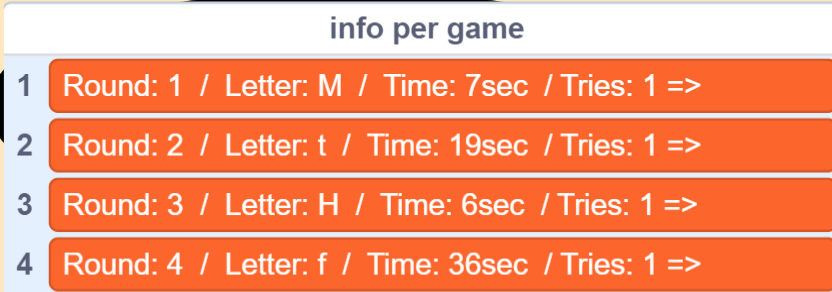 info per game
1 Round: 1 / Letter: M / Time: 7sec / Tries: 1 =>
2 Round: 2 / Letter: t / Time: 19sec / Tries: 1 =>
3 Round: 3 / Letter: H / Time: 6sec / Tries: 1 =>
4 Round: 4 / Letter: f / Time: 36sec / Tries: 1 =>